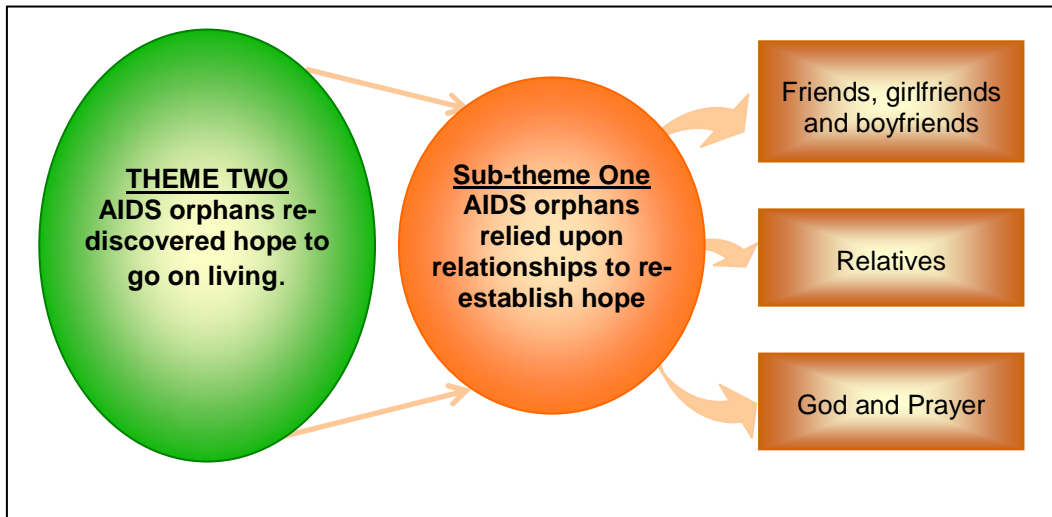 THEME TWO
AIDS orphans re-
discovered hope to
go on living.
Sub-theme One
AIDS orphans
relied upon
relationships to re-
establish hope
Friends, girlfriends
and boyfriends
Relatives
God and Prayer